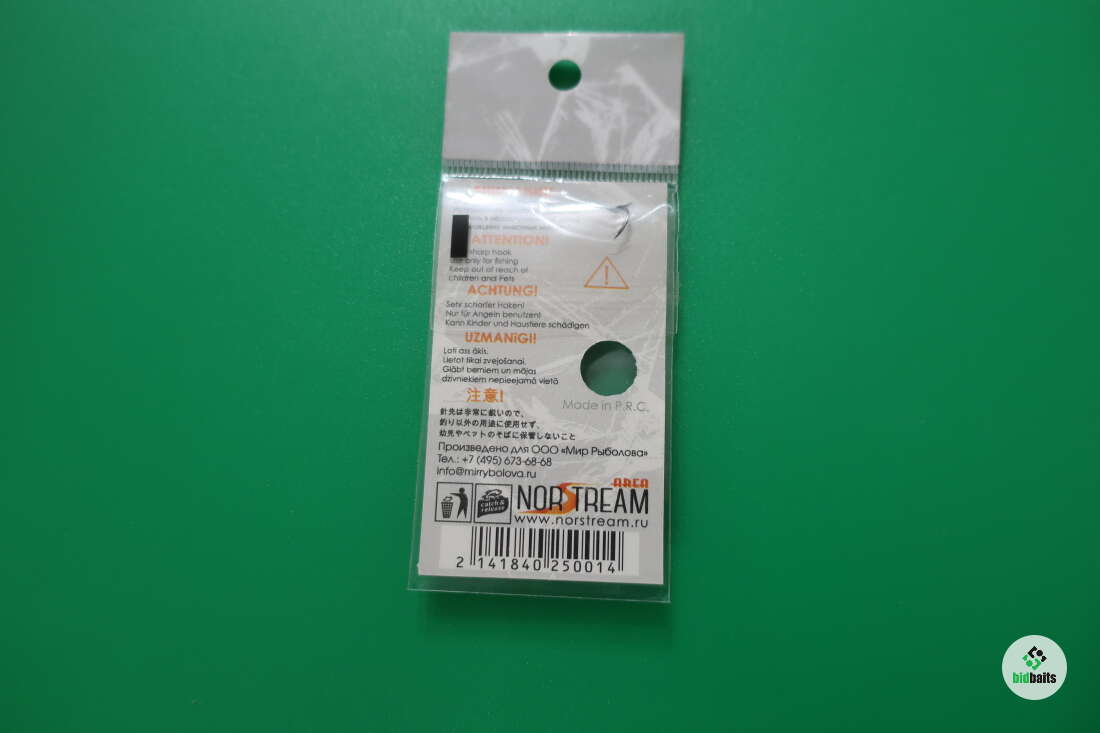 ATTENTION!
sharp hook
Use only for fishing
Keep out of reach of
children and Pets
ACHTUNG!
Sehr scharfer Haken!
Nur für Angeln benutzen!
Kann Kinder und Haustiere schädigen
UZMANiGI!
Loti ass ākis.
Lietot tikai zvejošanai.
Glābt berniem un mājas
dzivniekiem nepieejamā vietā
注意!
針先は非常に鋭いので、
釣り以外の用途に使用せず、
幼児やペットのそばに保管しないこと
Made in P.R.C.
Произведено для ООО «Мир Рыболова»
Тел.: +7 (495) 673-68-68
info@mirrybolova.ru
catch &
release
AREA
NORSTREAM
www.norstream.ru
2 141840 250014
bidbaits